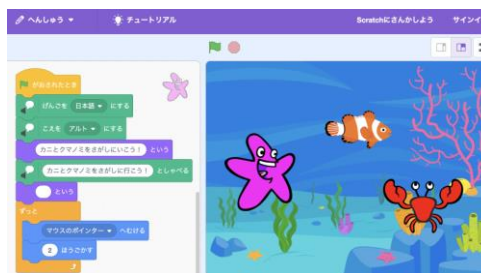 へんしゅう チュートリアル Scratchにさんかしよう サインイ
がおされたとき
げんごを 日本語 にする
こえを アルト にする
カニとクマノミをさがしにいこう！ という
カニとクマノミをさがしに行こう！ としゃべる
という
ずっと
マウスのポインター へむける
2 ほうごかす